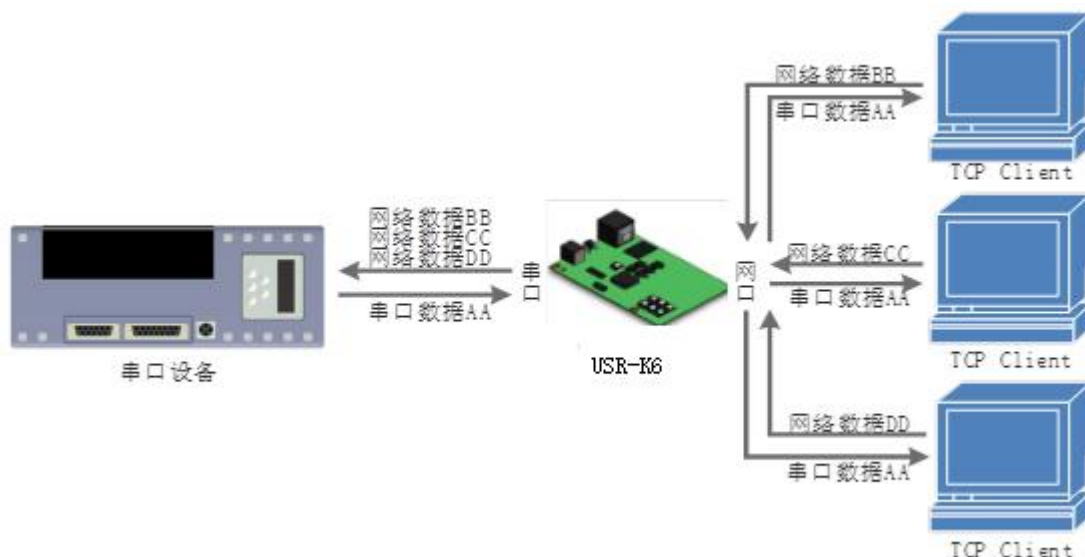 网络数据BB
串口数据AA
TCP Client
网络数据BB
网络数据CC
网络数据DD
串口数据AA
串口
网口
网络数据CC
串口数据AA
串口设备
USR-K6
TCP Client
网络数据DD
串口数据AA
TCP Client